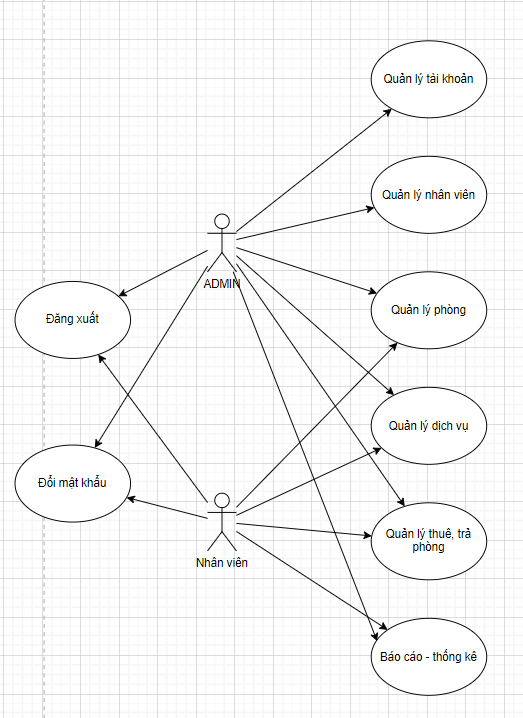 Quản lý tài khoản
Quản lý nhân viên
ADMIN
Quản lý phòng
Đăng xuất
Quản lý dịch vụ
Đổi mật khẩu
Quản lý thuê, trả
phòng
Nhân viên
Báo cáo - thống kê